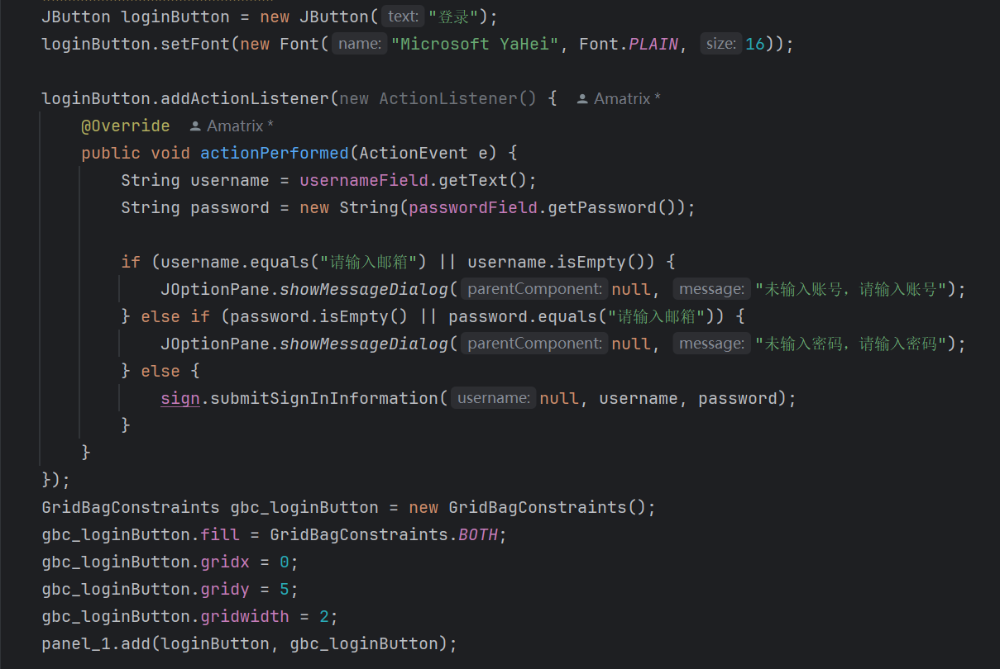 JButton loginButton = new JButton( text: "登录");
loginButton.setFont(new Font( name: "Microsoft YaHei", Font.PLAIN, size: 16));
loginButton.addActionListener(new ActionListener() { Amatrix *
@Override Amatrix *
public void actionPerformed(ActionEvent e) {
String username = usernameField.getText();
String password = new String(passwordField.getPassword());
if (username.equals("请输入邮箱") || username.isEmpty()) {
JOptionPane.showMessageDialog( parentComponent: null, message: "未输入账号，请输入账号");
} else if (password.isEmpty() || password.equals("请输入邮箱")) {
JOptionPane.showMessageDialog( parentComponent: null, message: "未输入密码，请输入密码");
} else {
sign.submitSignInInformation( username: null, username, password);
}
}
});
GridBagConstraints gbc_loginButton = new GridBagConstraints();
gbc_loginButton.fill = GridBagConstraints.BOTH;
gbc_loginButton.gridx = 0;
gbc_loginButton.gridy = 5;
gbc_loginButton.gridwidth = 2;
panel_1.add(loginButton, gbc_loginButton);